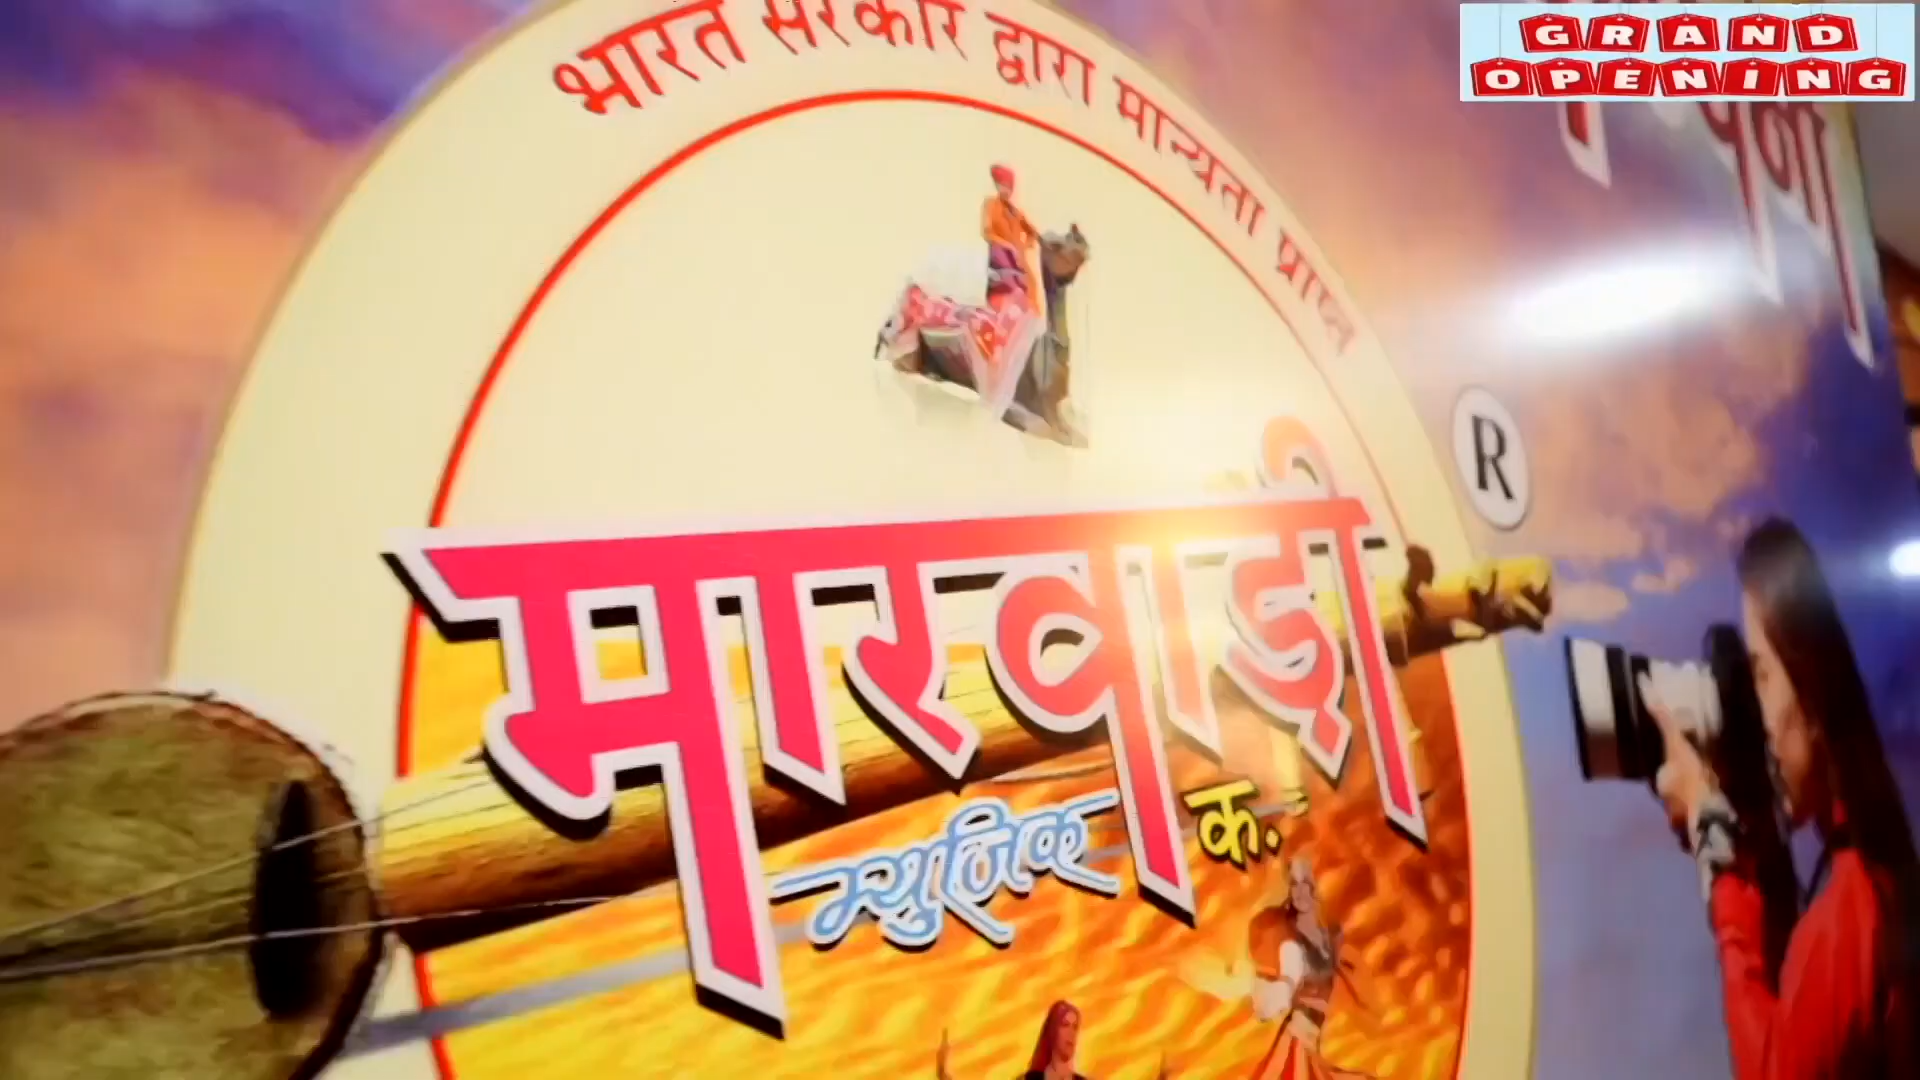 GRAND
OPENING
भारत सरकार द्वारा मान्यता प्राप्त
R
मारवाड़ी
म्युजिक
क.